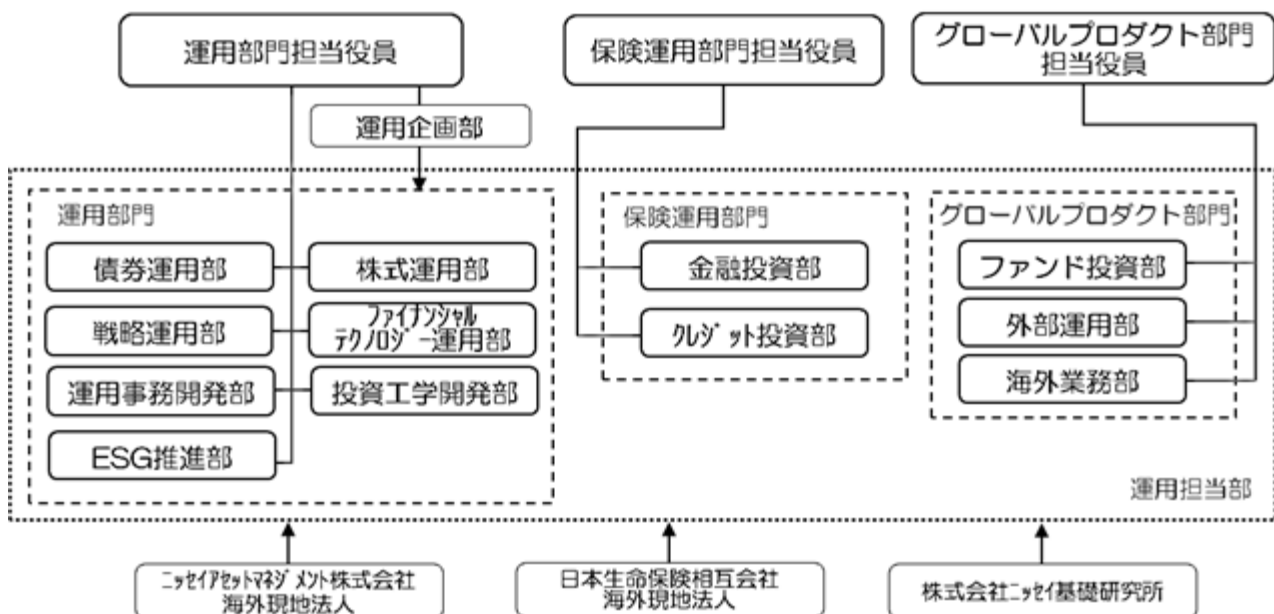 運用部門担当役員
保険運用部門担当役員
グローバルプロダクト部門
担当役員
運用企画部
運用部門
債券運用部
株式運用部
戦略運用部
ファイナンシャル
テクノロジー運用部
運用事務開発部
投資工学開発部
ESG推進部
保険運用部門
金融投資部
クレジット投資部
グローバルプロダクト部門
ファンド投資部
外部運用部
海外業務部
運用担当部
ニッセイアセットマネジメント株式会社
海外現地法人
日本生命保険相互会社
海外現地法人
株式会社ニッセイ基礎研究所